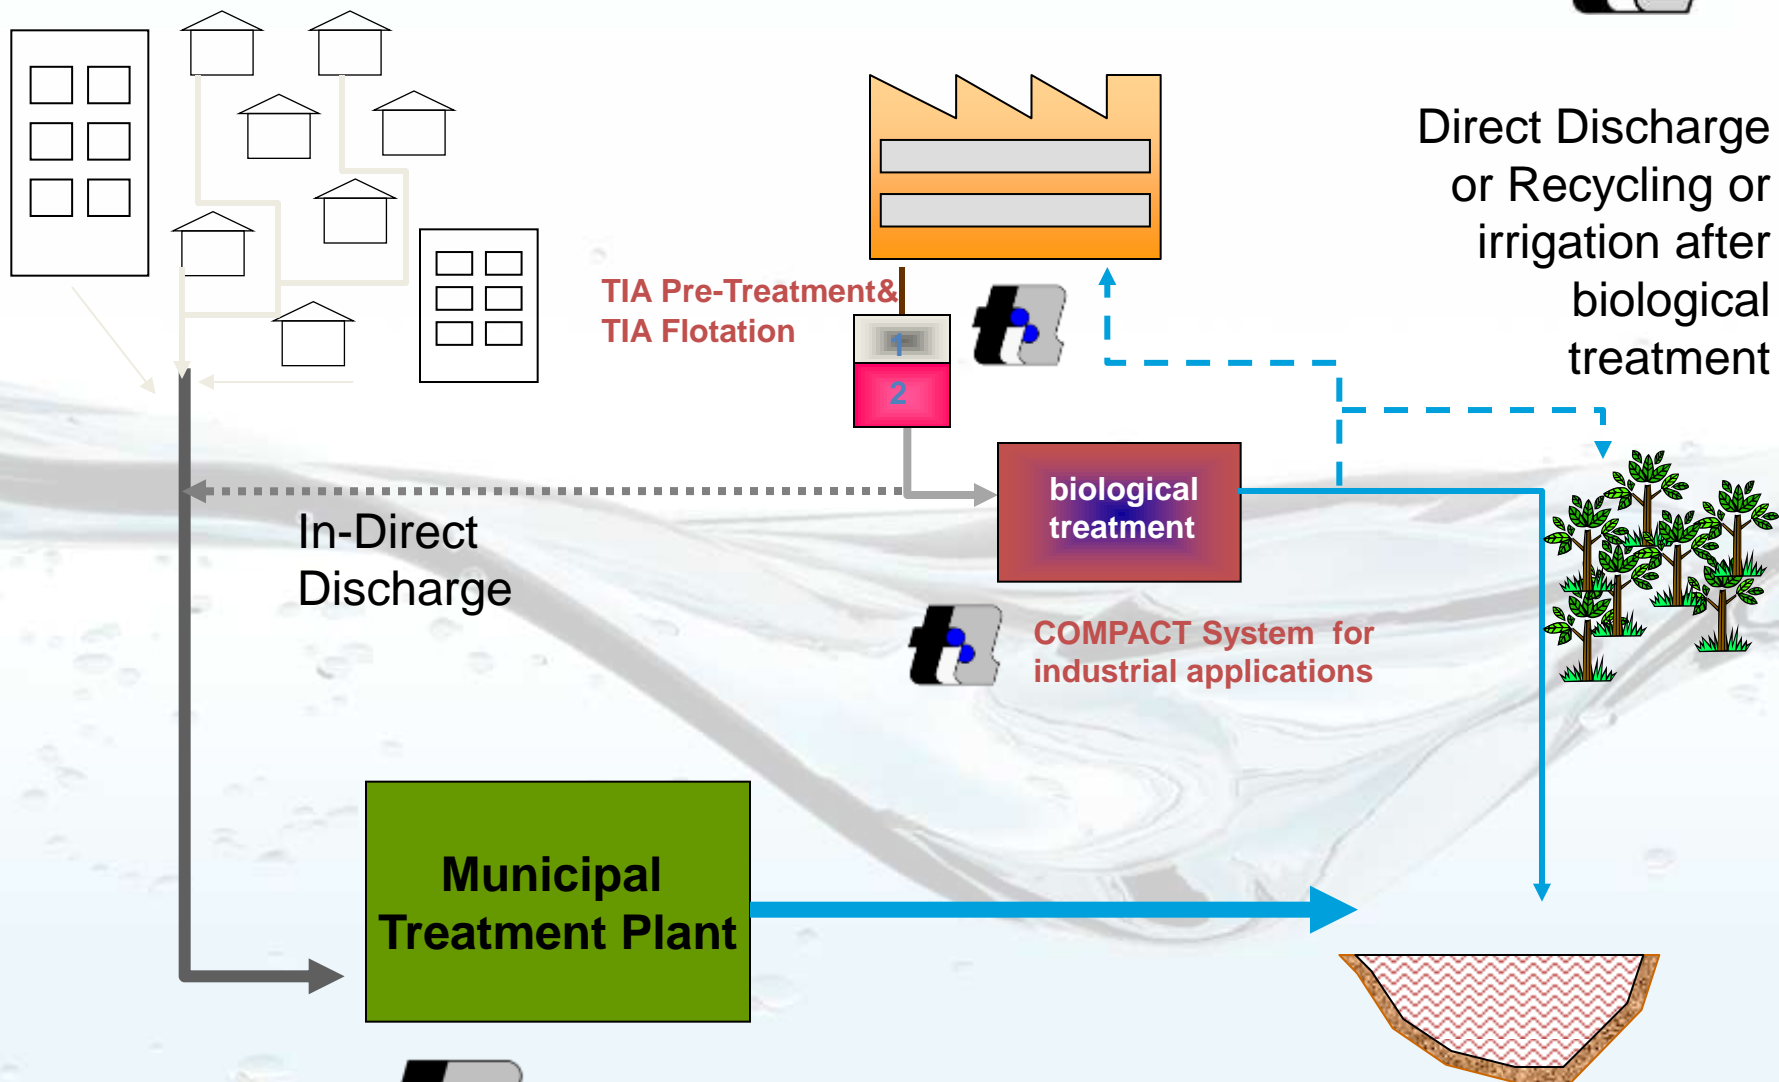 Direct Discharge
or Recycling or
irrigation after
biological
treatment
TIA Pre-Treatment&
TIA Flotation
1
2
biological
treatment
In-Direct
Discharge
COMPACT System for
industrial applications
Municipal
Treatment Plant